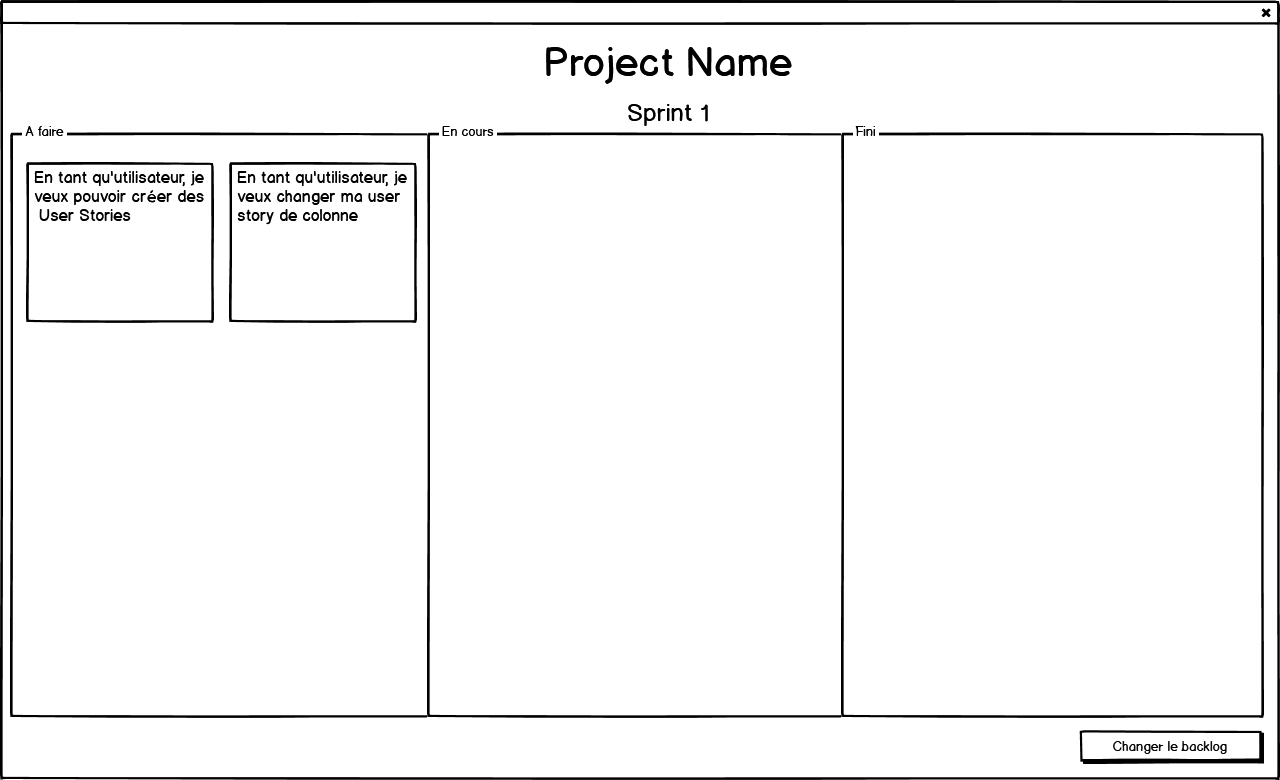 Project Name
Sprint 1
A faire
En cours
Fini
En tant qu'utilisateur, je
veux pouvoir créer des
User Stories
En tant qu'utilisateur, je
veux changer ma user
story de colonne
Changer le backlog